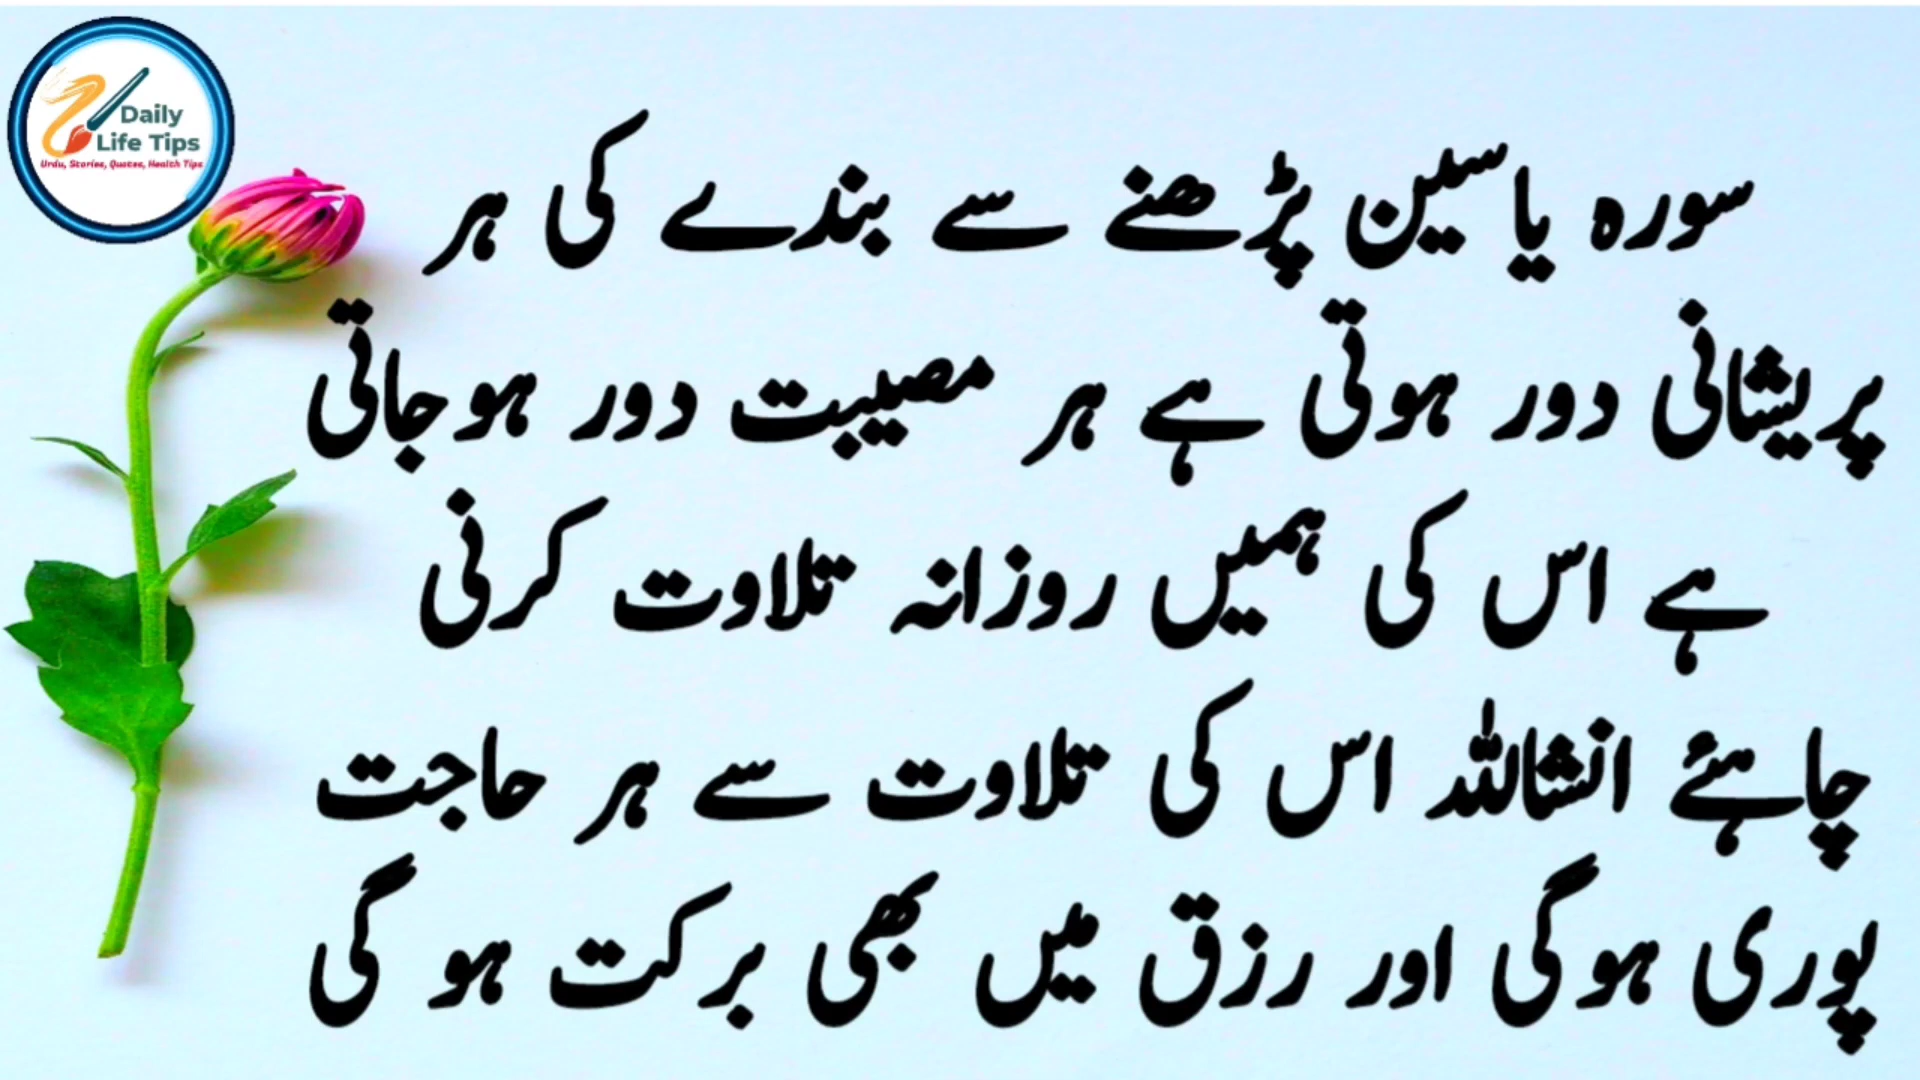 Daily
Life Tips
Urdu, Stories, Quotes, Health Tips
سورہ یاسین پڑھنے سے بندے کی ہر
پریشانی دور ہوتی ہے ہر مصیبت دور ہوجاتی
ہے اس کی ہمیں روزانہ تلاوت کرنی
چاہئے انشاللہ اس کی تلاوت سے ہر حاجت
پوری ہوگی اور رزق میں بھی برکت ہو گی